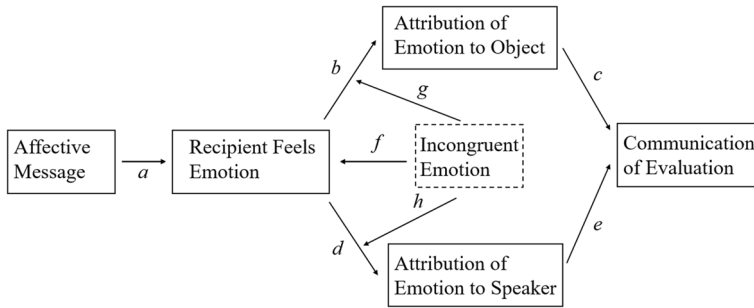 Attribution of
Emotion to Object
b
c
g
Affective
Message
a
Recipient Feels
Emotion
f
Incongruent
Emotion
Communication
of Evaluation
h
d
e
Attribution of
Emotion to Speaker